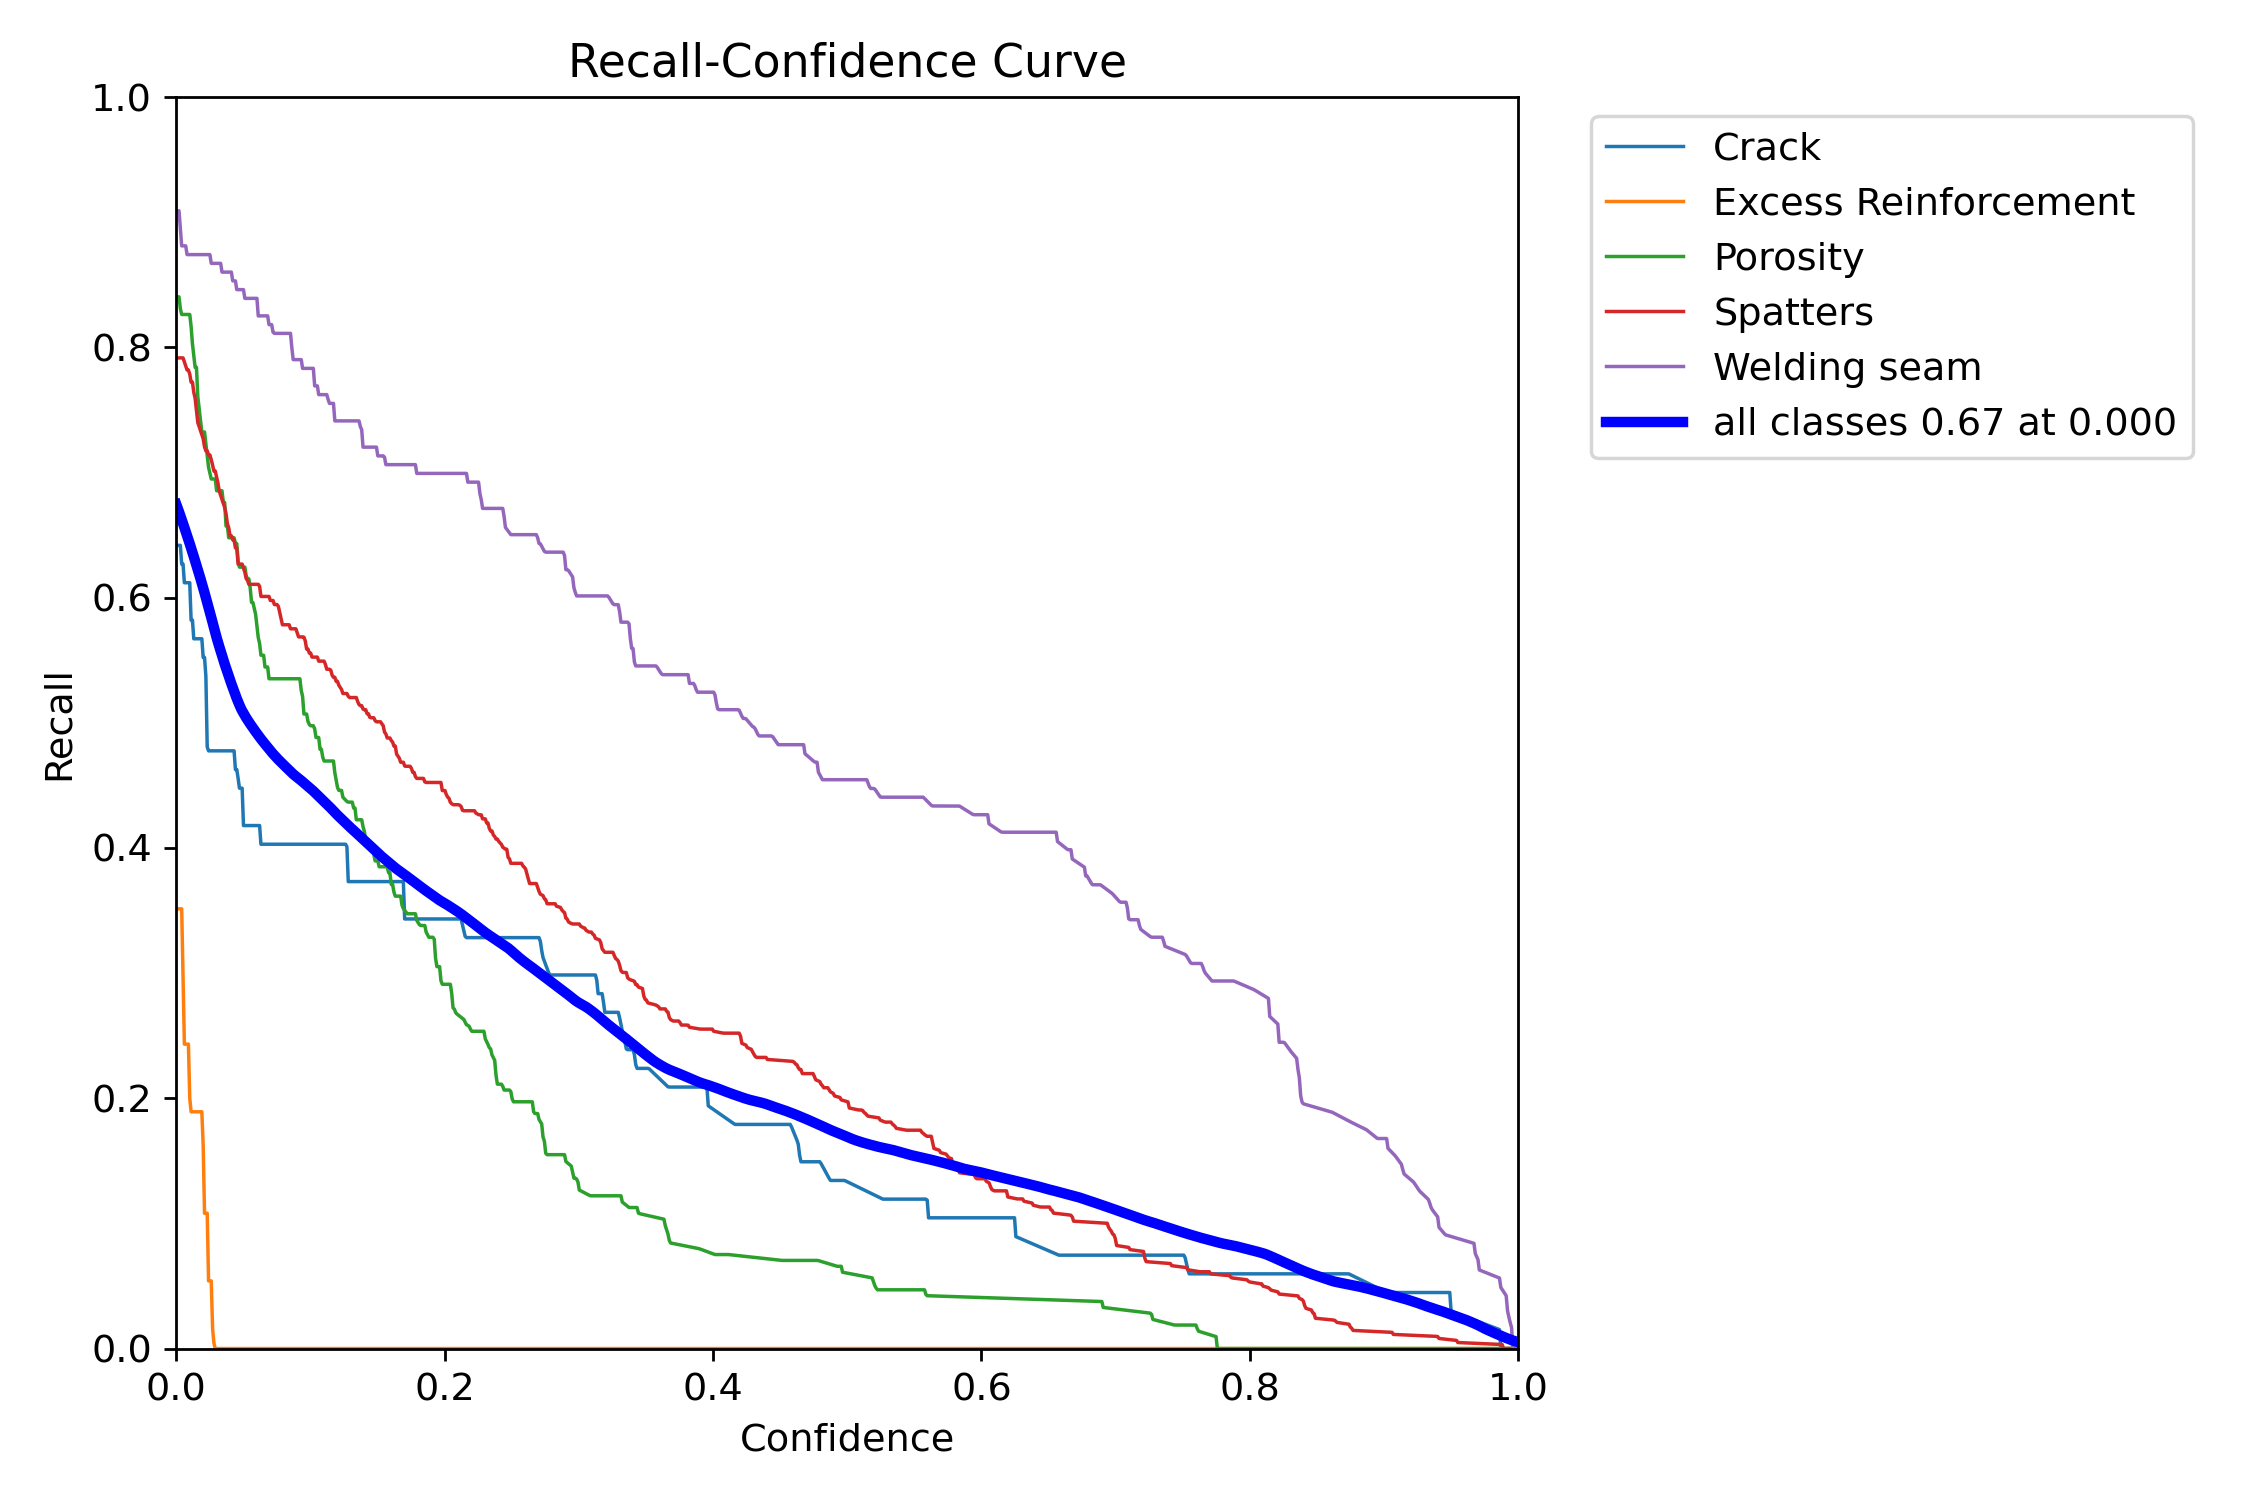 Recall-Confidence Curve
1.0
0.8
0.6
0.4
0.2
0.0
Recall
0.0 0.2 0.4 0.6 0.8 1.0
Confidence
Crack
Excess Reinforcement
Porosity
Spatters
Welding seam
all classes 0.67 at 0.000